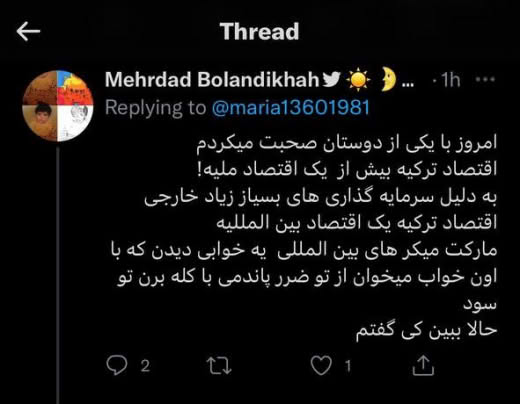 Thread
Mehrdad Bolandikhah🐦☀️🌛... · 1h
Replying to @maria13601981
امروز با یکی از دوستان صحبت میکردم
اقتصاد ترکیه بیش از یک اقتصاد ملیه!
به دلیل سرمایه گذاری های بسیاز زیاد خارجی
اقتصاد ترکیه یک اقتصاد بین المللیه
مارکت میکر های بین المللی یه خوابی دیدن که با
اون خواب میخوان از تو ضرر پاندمی با کله برن تو
سود
حالا ببین کی گفتم
2
1